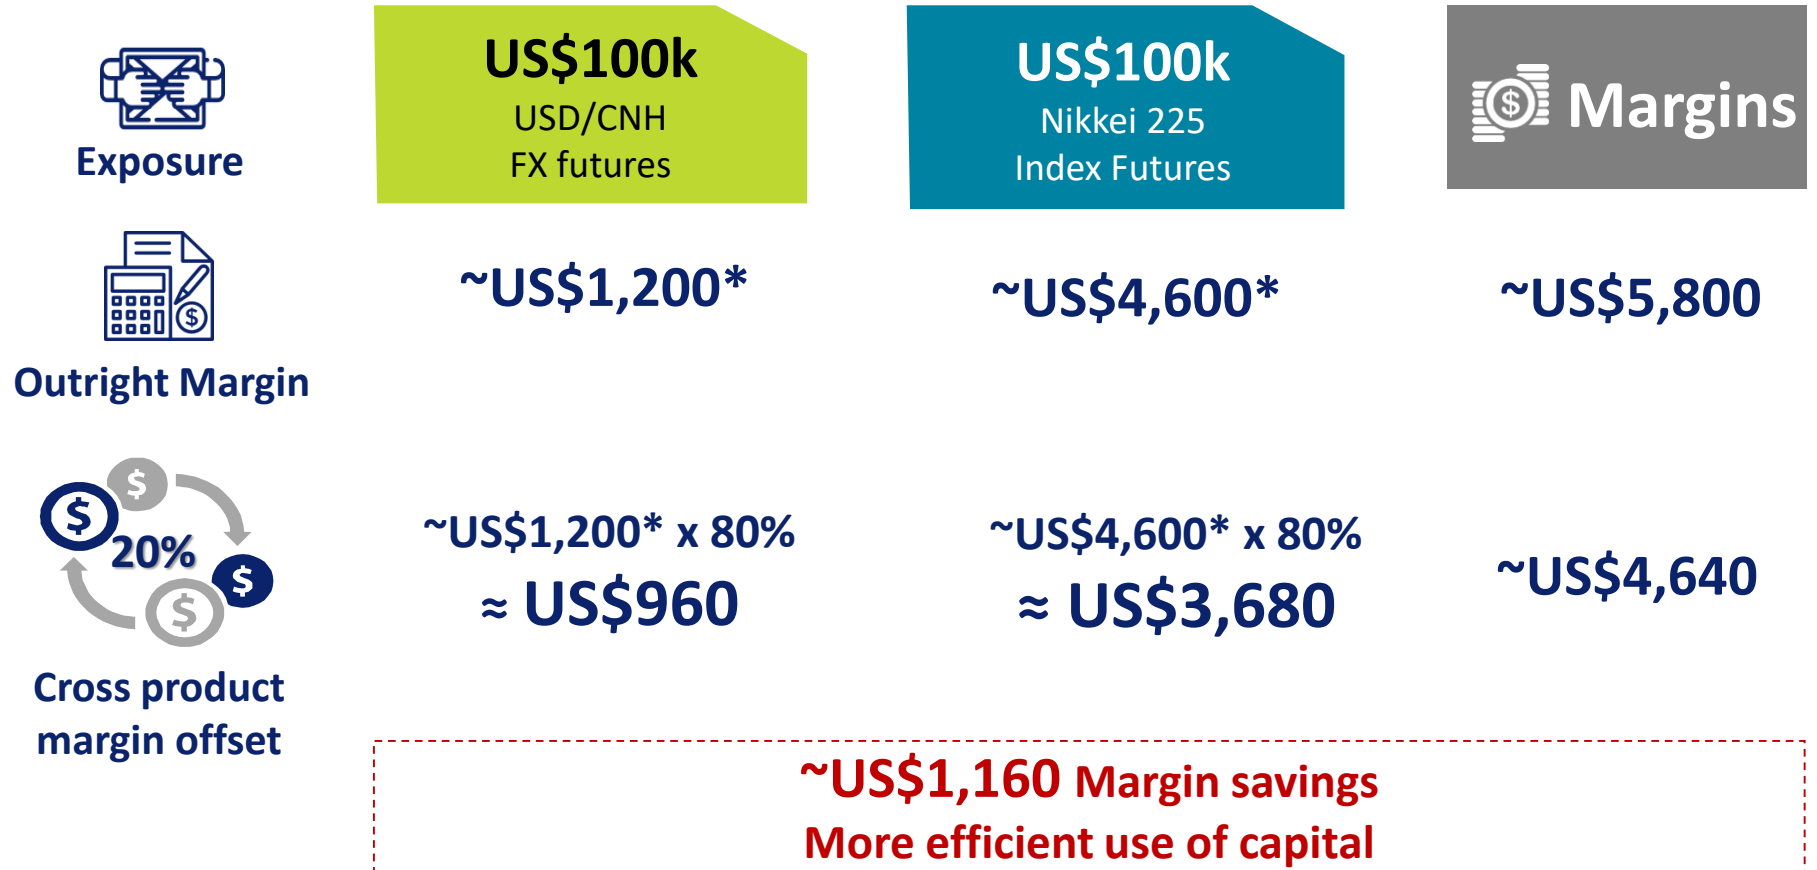 Exposure
US$100k
USD/CNH
FX futures
US$100k
Nikkei 225
Index Futures
$ Margins
Outright Margin
$
~US$1,200*
~US$4,600*
~US$5,800
$
$
20%
$
$
Cross product
margin offset
~US$1,200* x 80%
≈ US$960
~US$4,600* x 80%
≈ US$3,680
~US$4,640
~US$1,160 Margin savings
More efficient use of capital